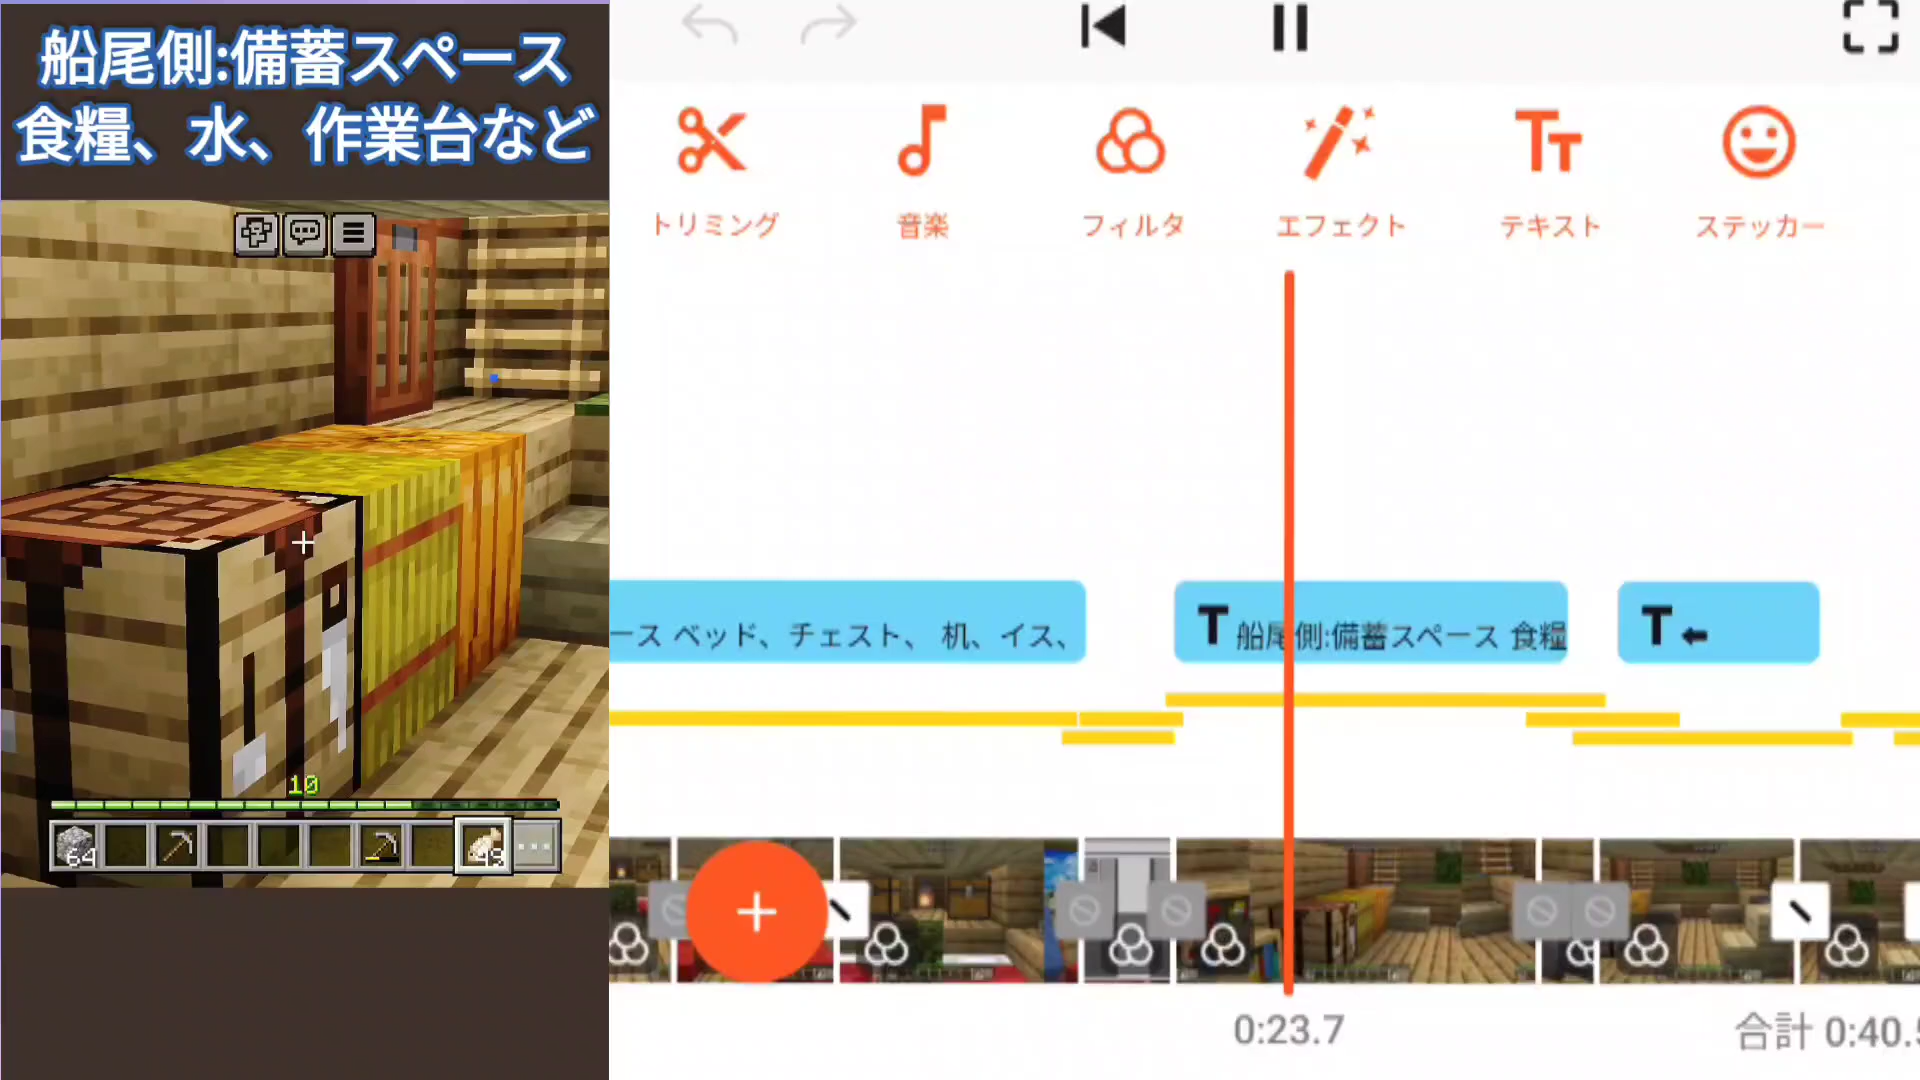 船尾側:備蓄スペース
食糧、水、作業台など
10
64
49
トリミング
音楽
フィルタ
エフェクト
テキスト
ステッカー
ース ベッド、チェスト、 机、イス、
T 船尾側:備蓄スペース 食糧
T ⬅
0:23.7
合計 0:40.5